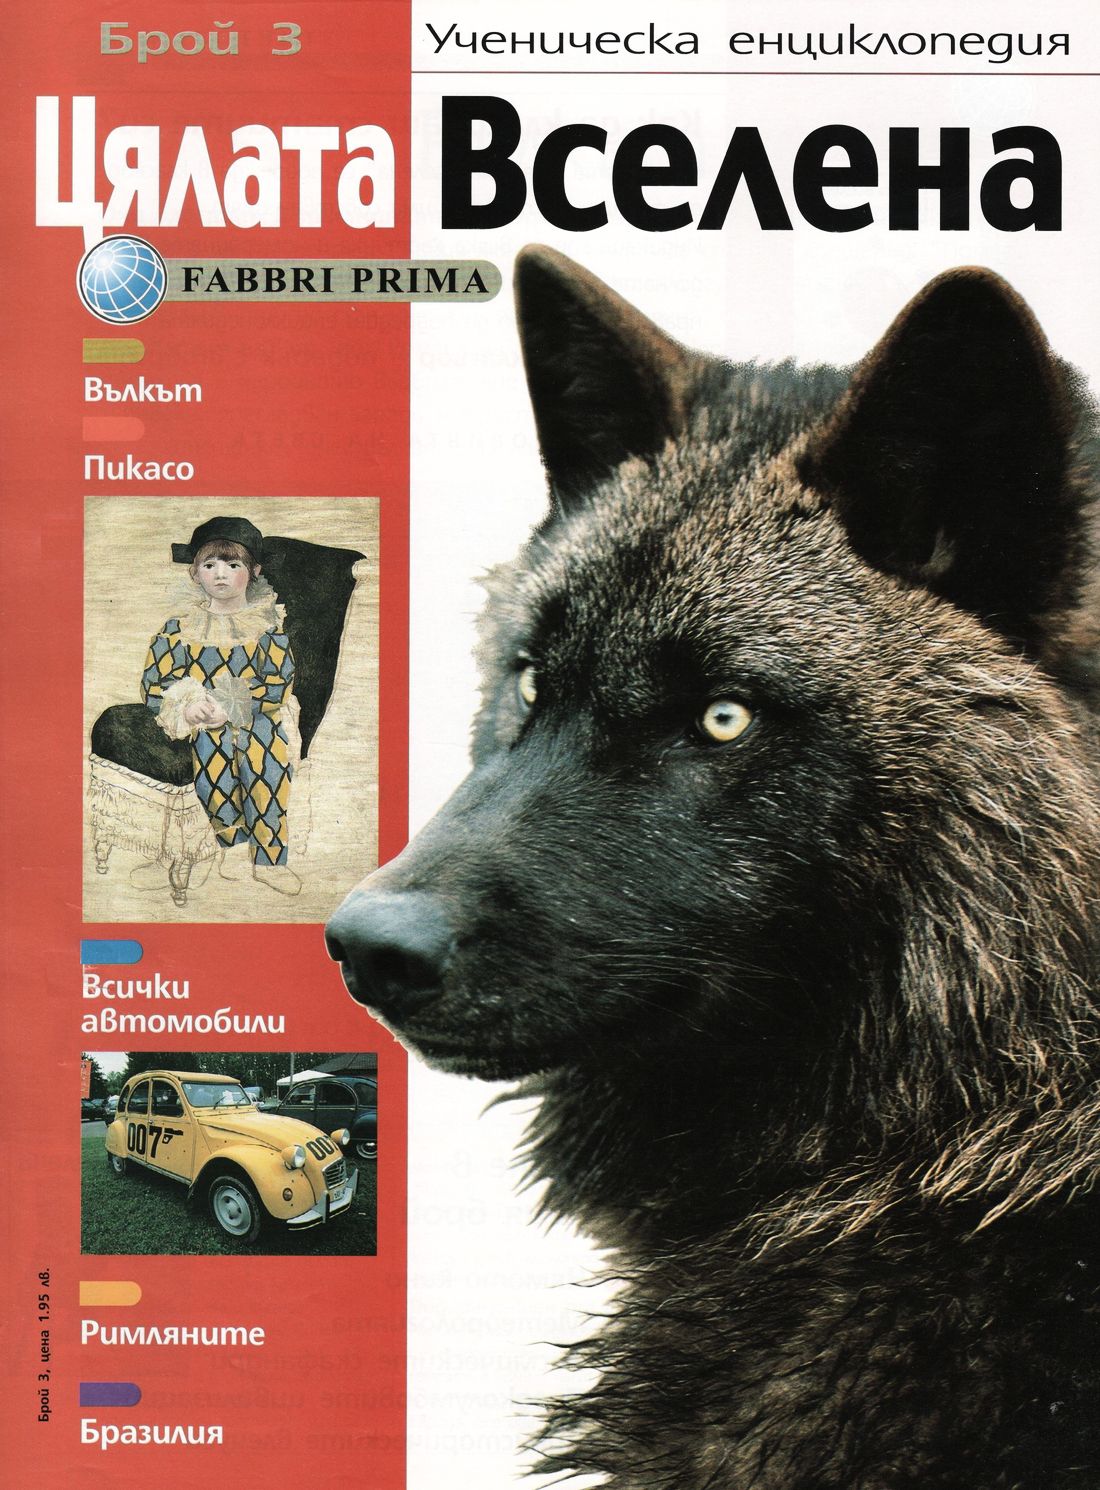 Брой 3
Ученическа енциклопедия
Цялата Вселена
FABBRI PRIMA
Вълкът
Пикасо
Всички
автомобили
007
007
Римляните
Бразилия
Брой 3, цена 1.95 лв.